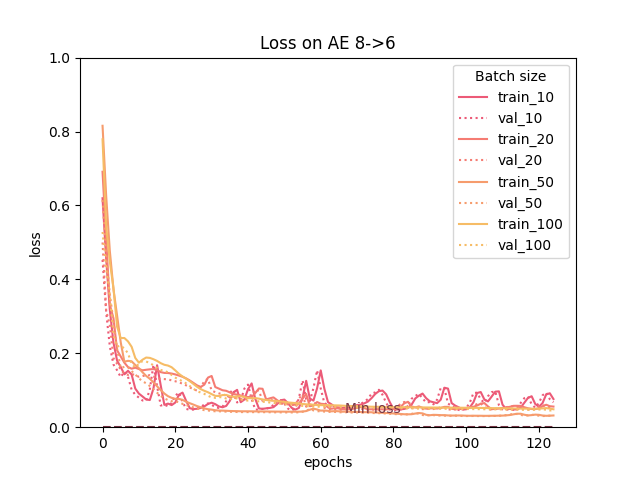 Loss on AE 8->6
1.0
0.8
0.6
0.4
0.2
0.0
loss
Batch size
train_10
val_10
train_20
val_20
train_50
val_50
train_100
val_100
Min loss
0
20
40
60
80
100
120
epochs